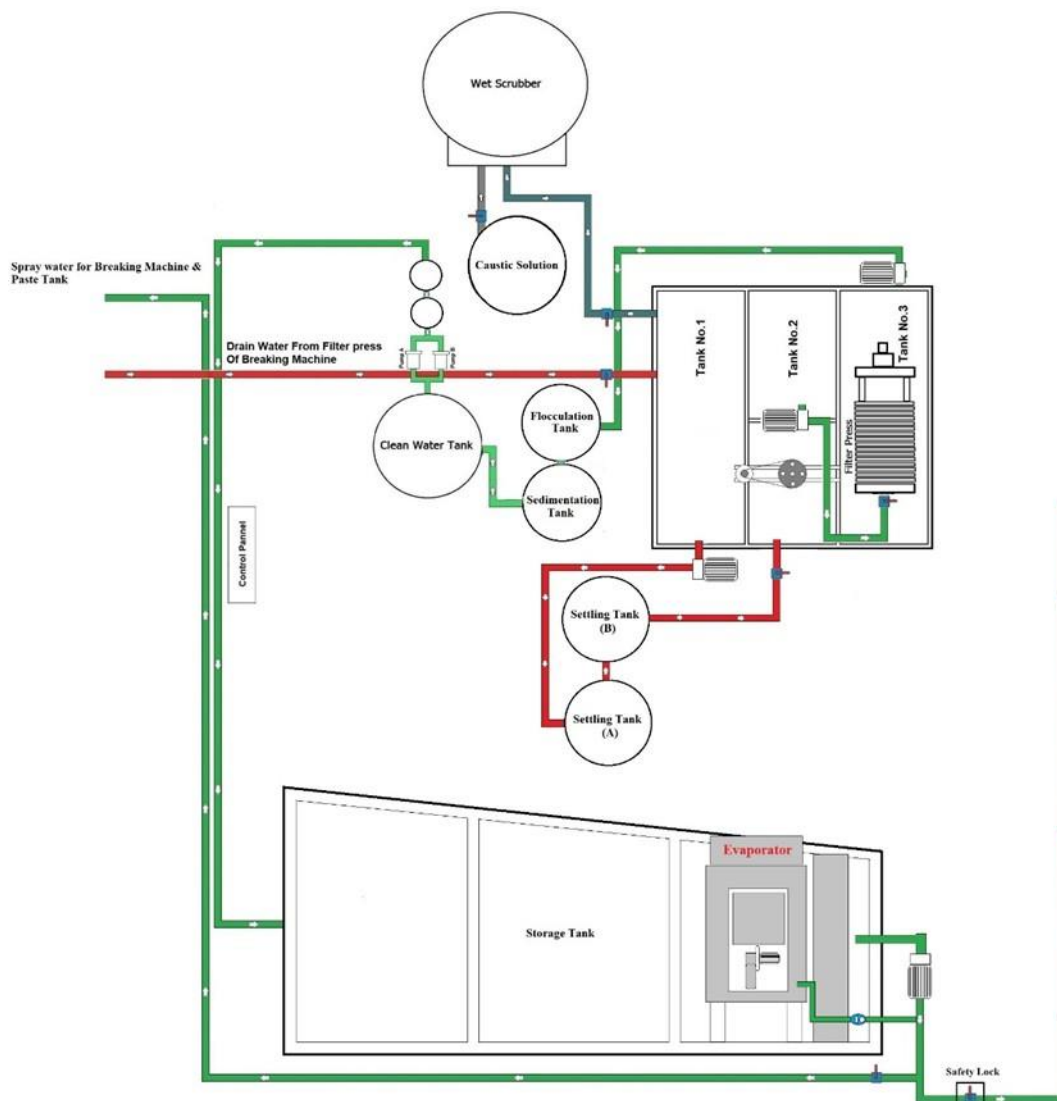 Wet Scrubber
Caustic Solution
Spray water for Breaking Machine &
Paste Tank
Drain Water From Filter press
Of Breaking Machine
Pump A
Pump B
Clean Water Tank
Flocculation
Tank
Sedimentation
Tank
Tank No.1
Tank No.2
Tank No.3
Filter Press
Control Pannel
Settling Tank
(B)
Settling Tank
(A)
Evaporator
Storage Tank
Safety Lock